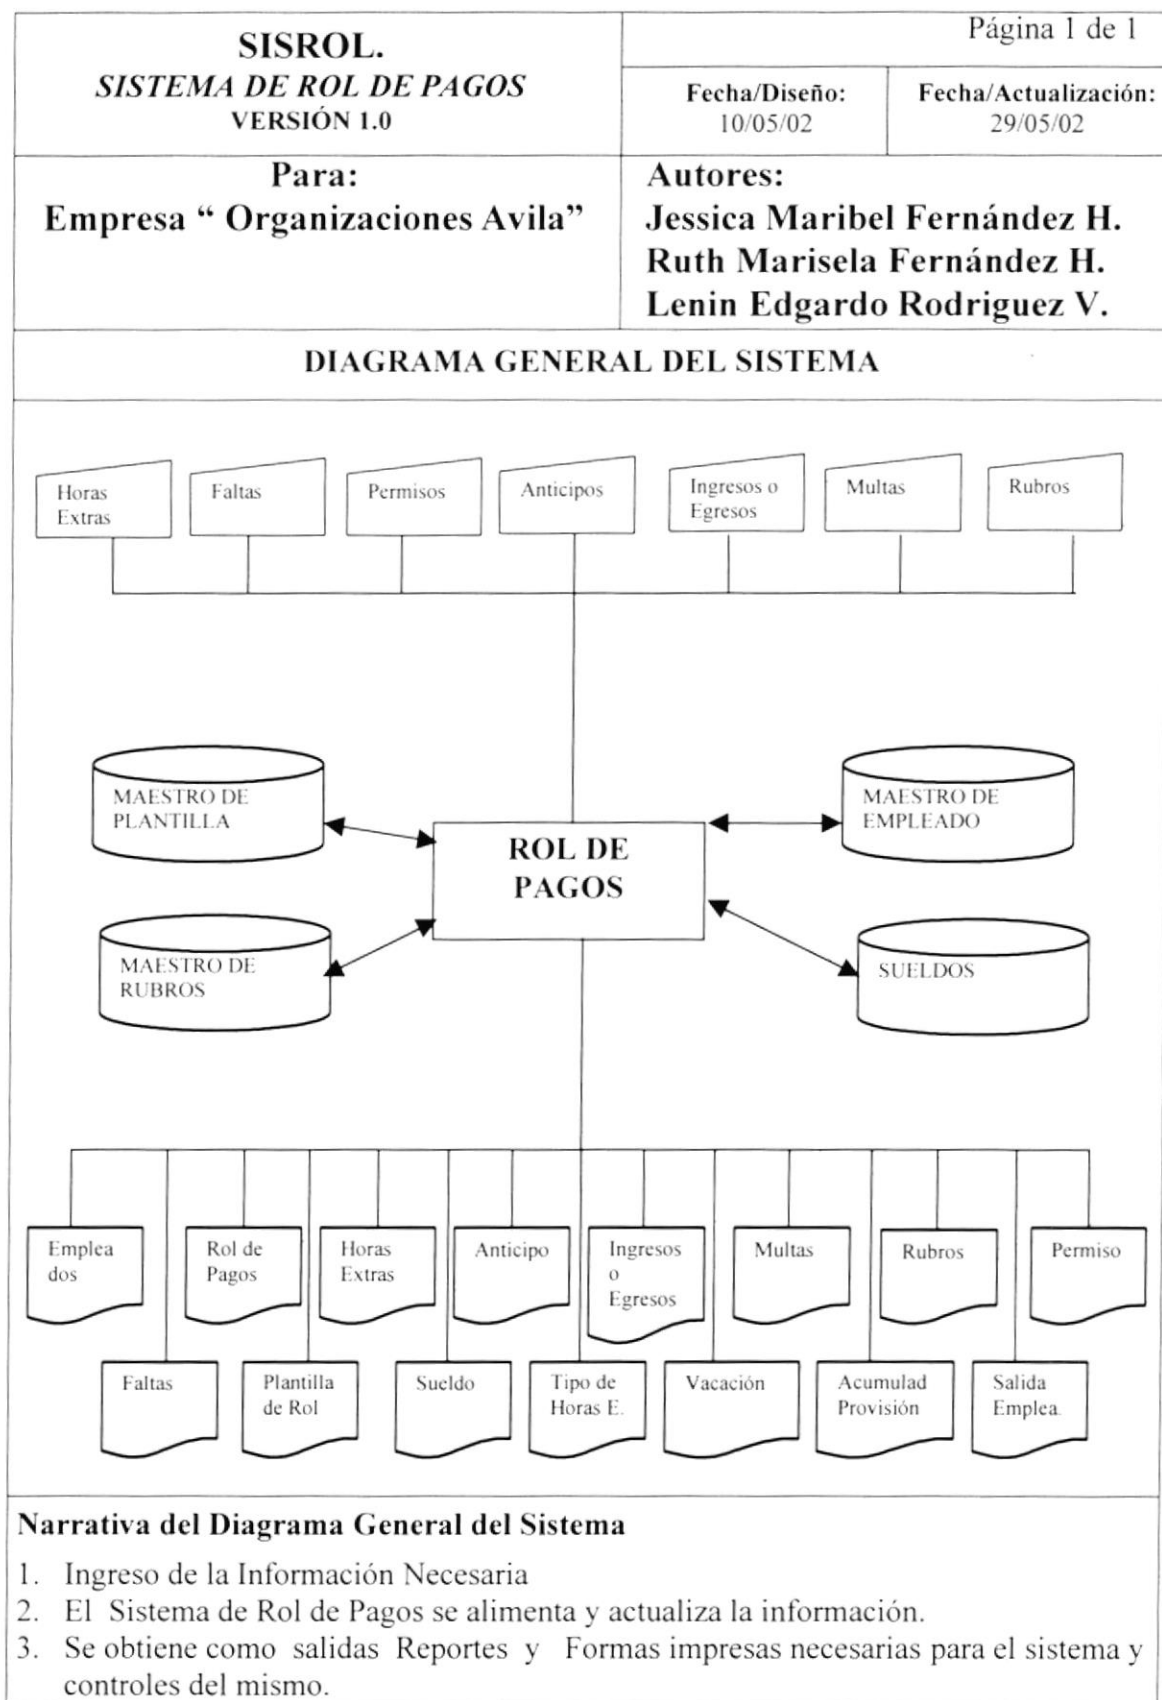 Página 1 de 1
SISROL.
SISTEMA DE ROL DE PAGOS
VERSIÓN 1.0
Fecha/Diseño:
10/05/02
Fecha/Actualización:
29/05/02
Para:
Empresa “ Organizaciones Avila”
Autores:
Jessica Maribel Fernández H.
Ruth Marisela Fernández H.
Lenin Edgardo Rodriguez V.
DIAGRAMA GENERAL DEL SISTEMA
Horas
Extras
Faltas
Permisos
Anticipos
Ingresos o
Egresos
Multas
Rubros
MAESTRO DE
PLANTILLA
MAESTRO DE
EMPLEADO
ROL DE
PAGOS
MAESTRO DE
RUBROS
SUELDOS
Emplea
dos
Rol de
Pagos
Horas
Extras
Anticipo
Ingresos
o
Egresos
Multas
Rubros
Permiso
Faltas
Plantilla
de Rol
Sueldo
Tipo de
Horas E.
Vacación
Acumulad
Provisión
Salida
Emplea.
Narrativa del Diagrama General del Sistema
1. Ingreso de la Información Necesaria
2. El Sistema de Rol de Pagos se alimenta y actualiza la información.
3. Se obtiene como salidas Reportes y Formas impresas necesarias para el sistema y
controles del mismo.